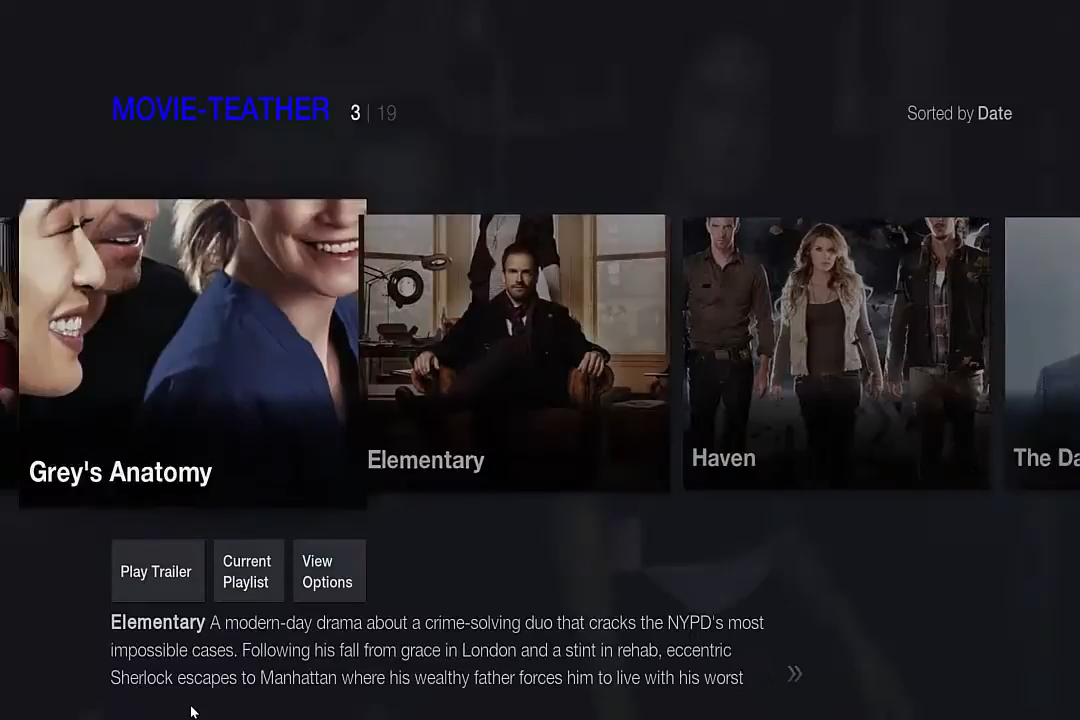 MOVIE-TEATHER 3 | 19
Sorted by Date
Grey's Anatomy
Elementary
Haven
The Da
Play Trailer
Current
Playlist
View
Options
Elementary A modern-day drama about a crime-solving duo that cracks the NYPD's most
impossible cases. Following his fall from grace in London and a stint in rehab, eccentric
Sherlock escapes to Manhattan where his wealthy father forces him to live with his worst